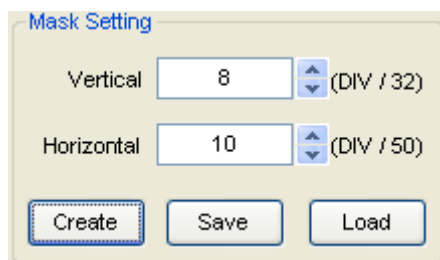 Mask Setting
Vertical 8 (DIV / 32)
Horizontal 10 (DIV / 50)
Create Save Load